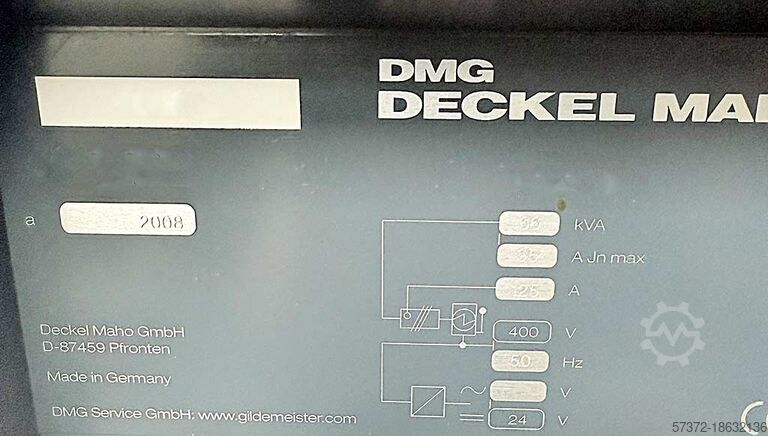 DMG
DECKEL MA
a 2008
kVA
A Jn max
125 A
400 V
50 Hz
V
24 V
Deckel Maho GmbH
D-87459 Pfronten
Made in Germany
DMG Service GmbH: www.gildemeister.com
57372-18632136